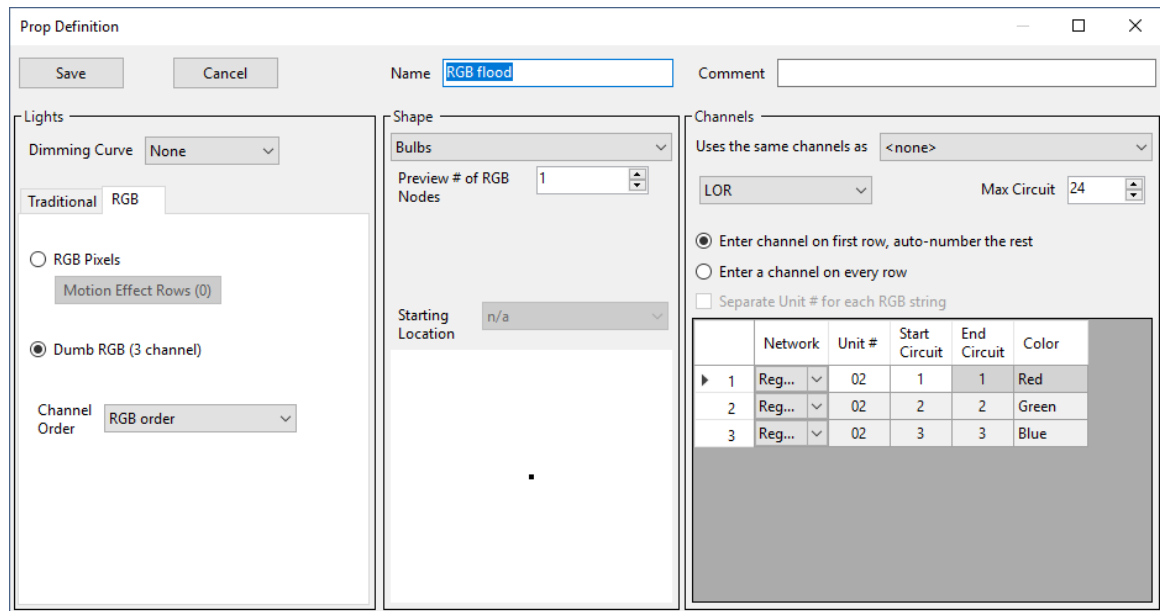 Prop Definition
Save
Cancel
Name RGB flood
Comment
Lights
Dimming Curve None
Traditional RGB
RGB Pixels
Motion Effect Rows (0)
Dumb RGB (3 channel)
Channel Order RGB order
Shape
Bulbs
Preview # of RGB Nodes 1
Starting Location n/a
Channels
Uses the same channels as <none>
LOR
Max Circuit 24
Enter channel on first row, auto-number the rest
Enter a channel on every row
Separate Unit # for each RGB string
Network Unit # Start Circuit End Circuit Color
1 Reg... 02 1 1 Red
2 Reg... 02 2 2 Green
3 Reg... 02 3 3 Blue